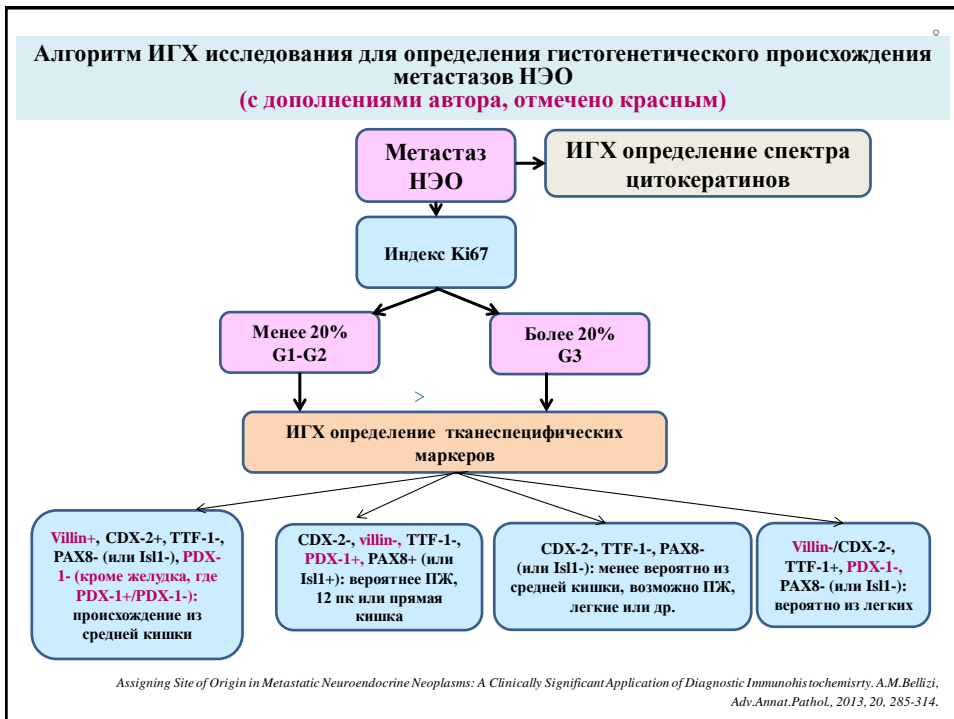 8
Алгоритм ИГХ исследования для определения гистогенетического происхождения
метастазов НЭО
(с дополнениями автора, отмечено красным)
Метастаз
НЭО
ИГХ определение спектра
цитокератинов
Индекс Ki67
Менее 20%
G1-G2
Более 20%
G3
>
ИГХ определение тканеспецифических
маркеров
Villin+, CDX-2+, TTF-1-,
PAX8- (или Isl1-), PDX-
1- (кроме желудка, где
PDX-1+/PDX-1-):
происхождение из
средней кишки
CDX-2-, villin-, TTF-1-,
PDX-1+, PAX8+ (или
Isl1+): вероятнее ПЖ,
12 пк или прямая
кишка
CDX-2-, TTF-1-, PAX8-
(или Isl1-): менее вероятно из
средней кишки, возможно ПЖ,
легкие или др.
Villin-/CDX-2-,
TTF-1+, PDX-1-,
PAX8- (или Isl1-):
вероятно из легких
Assigning Site of Origin in Metastatic Neuroendocrine Neoplasms: A Clinically Significant Application of Diagnostic Immunohistochemisrty. A.M.Bellizi,
Adv.Annat.Pathol., 2013, 20, 285-314.